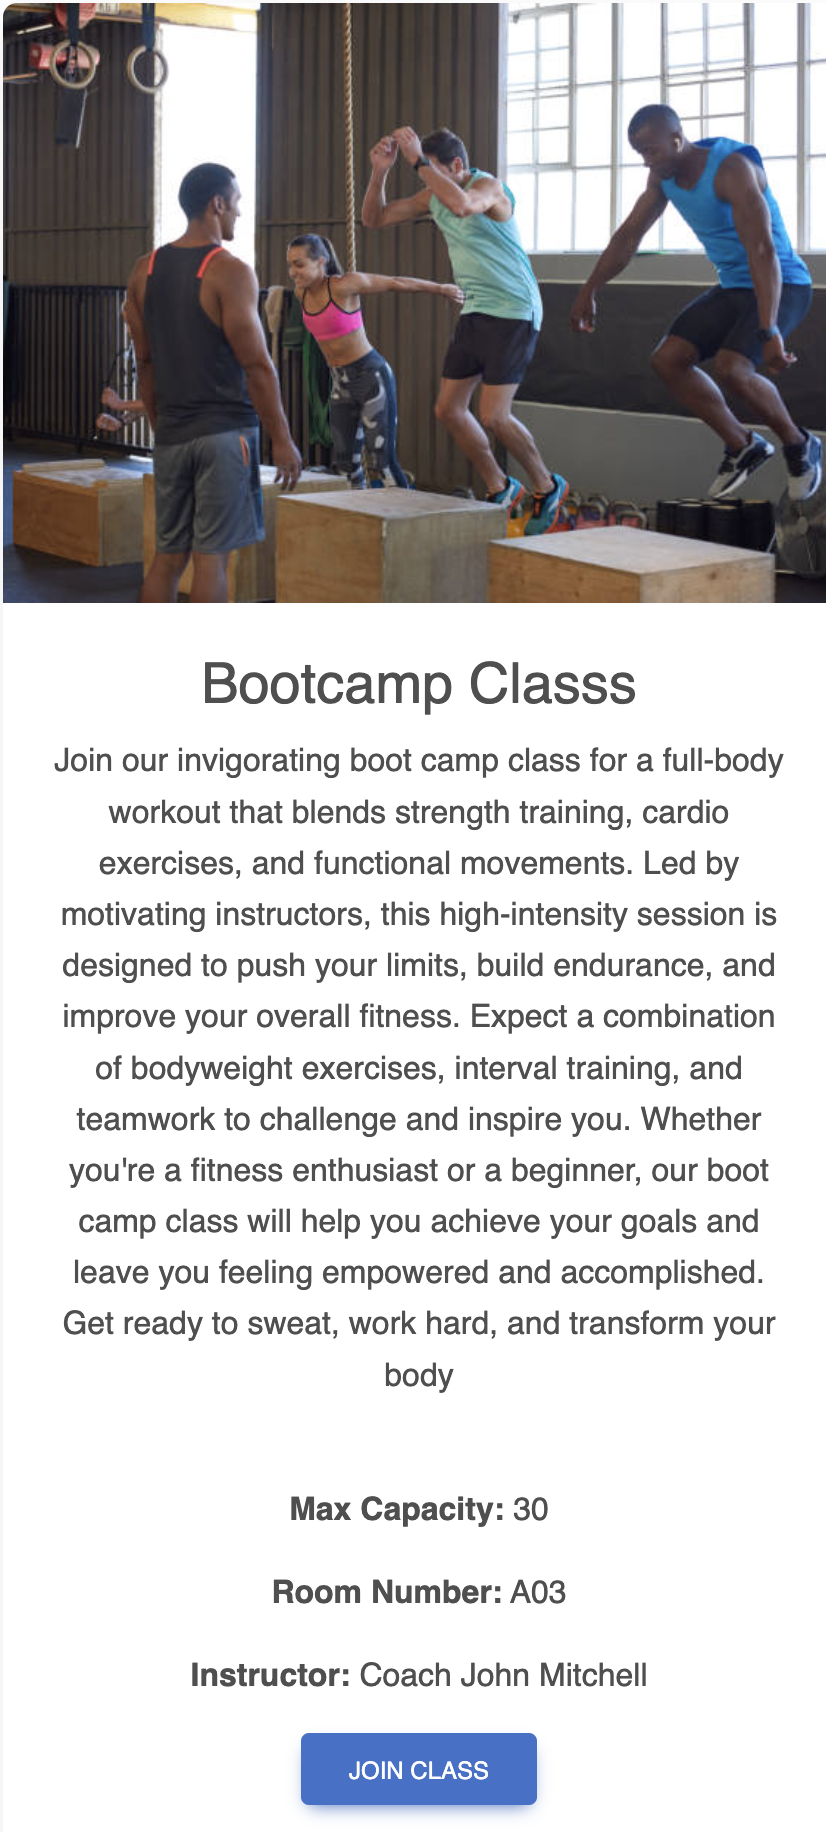 Bootcamp Classs
Join our invigorating boot camp class for a full-body
workout that blends strength training, cardio
exercises, and functional movements. Led by
motivating instructors, this high-intensity session is
designed to push your limits, build endurance, and
improve your overall fitness. Expect a combination
of bodyweight exercises, interval training, and
teamwork to challenge and inspire you. Whether
you're a fitness enthusiast or a beginner, our boot
camp class will help you achieve your goals and
leave you feeling empowered and accomplished.
Get ready to sweat, work hard, and transform your
body
Max Capacity: 30
Room Number: A03
Instructor: Coach John Mitchell
JOIN CLASS